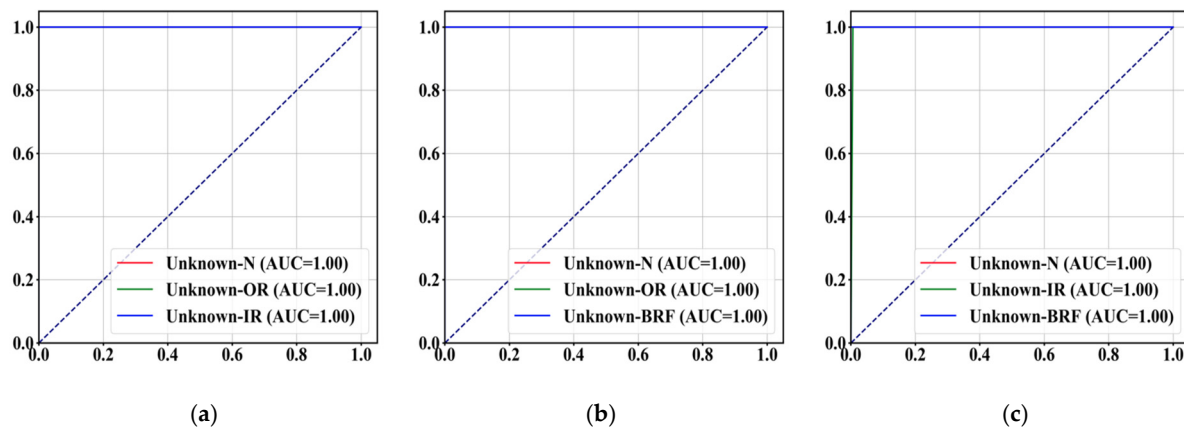 1.0
0.8
0.6
0.4
0.2
0.0
0.0 0.2 0.4 0.6 0.8 1.0
Unknown-N (AUC=1.00)
Unknown-OR (AUC=1.00)
Unknown-IR (AUC=1.00)
(a)
1.0
0.8
0.6
0.4
0.2
0.0
0.0 0.2 0.4 0.6 0.8 1.0
Unknown-N (AUC=1.00)
Unknown-OR (AUC=1.00)
Unknown-BRF (AUC=1.00)
(b)
1.0
0.8
0.6
0.4
0.2
0.0
0.0 0.2 0.4 0.6 0.8 1.0
Unknown-N (AUC=1.00)
Unknown-IR (AUC=1.00)
Unknown-BRF (AUC=1.00)
(c)